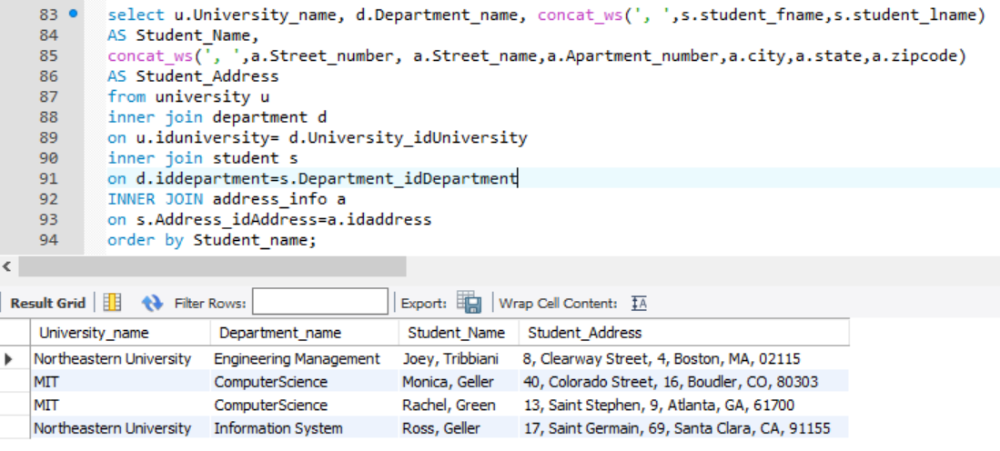 83 select u.University_name, d.Department_name, concat_ws(', ',s.student_fname,s.student_lname)
84 AS Student_Name,
85 concat_ws(', ',a.Street_number, a.Street_name,a.Apartment_number,a.city,a.state,a.zipcode)
86 AS Student_Address
87 from university u
88 inner join department d
89 on u.iduniversity= d.University_idUniversity
90 inner join student s
91 on d.iddepartment=s.Department_idDepartment
92 INNER JOIN address_info a
93 on s.Address_idAddress=a.idaddress
94 order by Student_name;
Result Grid Filter Rows: Export: Wrap Cell Content: IA
University_name Department_name Student_Name Student_Address
Northeastern University Engineering Management Joey, Tribbiani 8, Clearway Street, 4, Boston, MA, 02115
MIT ComputerScience Monica, Geller 40, Colorado Street, 16, Boudler, CO, 80303
MIT ComputerScience Rachel, Green 13, Saint Stephen, 9, Atlanta, GA, 61700
Northeastern University Information System Ross, Geller 17, Saint Germain, 69, Santa Clara, CA, 91155